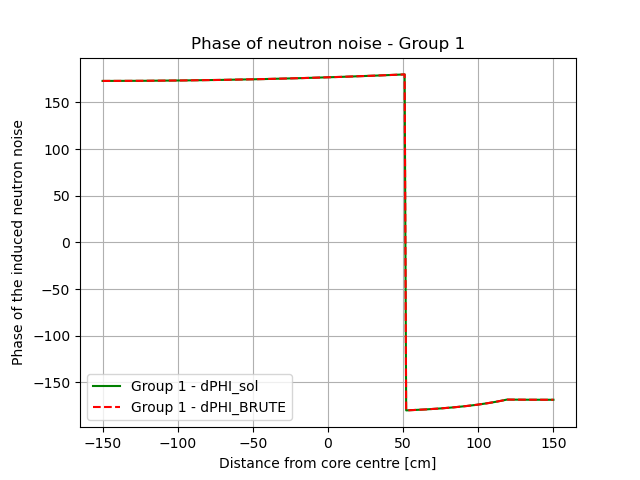 Phase of neutron noise - Group 1
Phase of the induced neutron noise
150
100
50
0
−50
−100
−150
Group 1 - dPHI_sol
Group 1 - dPHI_BRUTE
−150
−100
−50
0
50
100
150
Distance from core centre [cm]